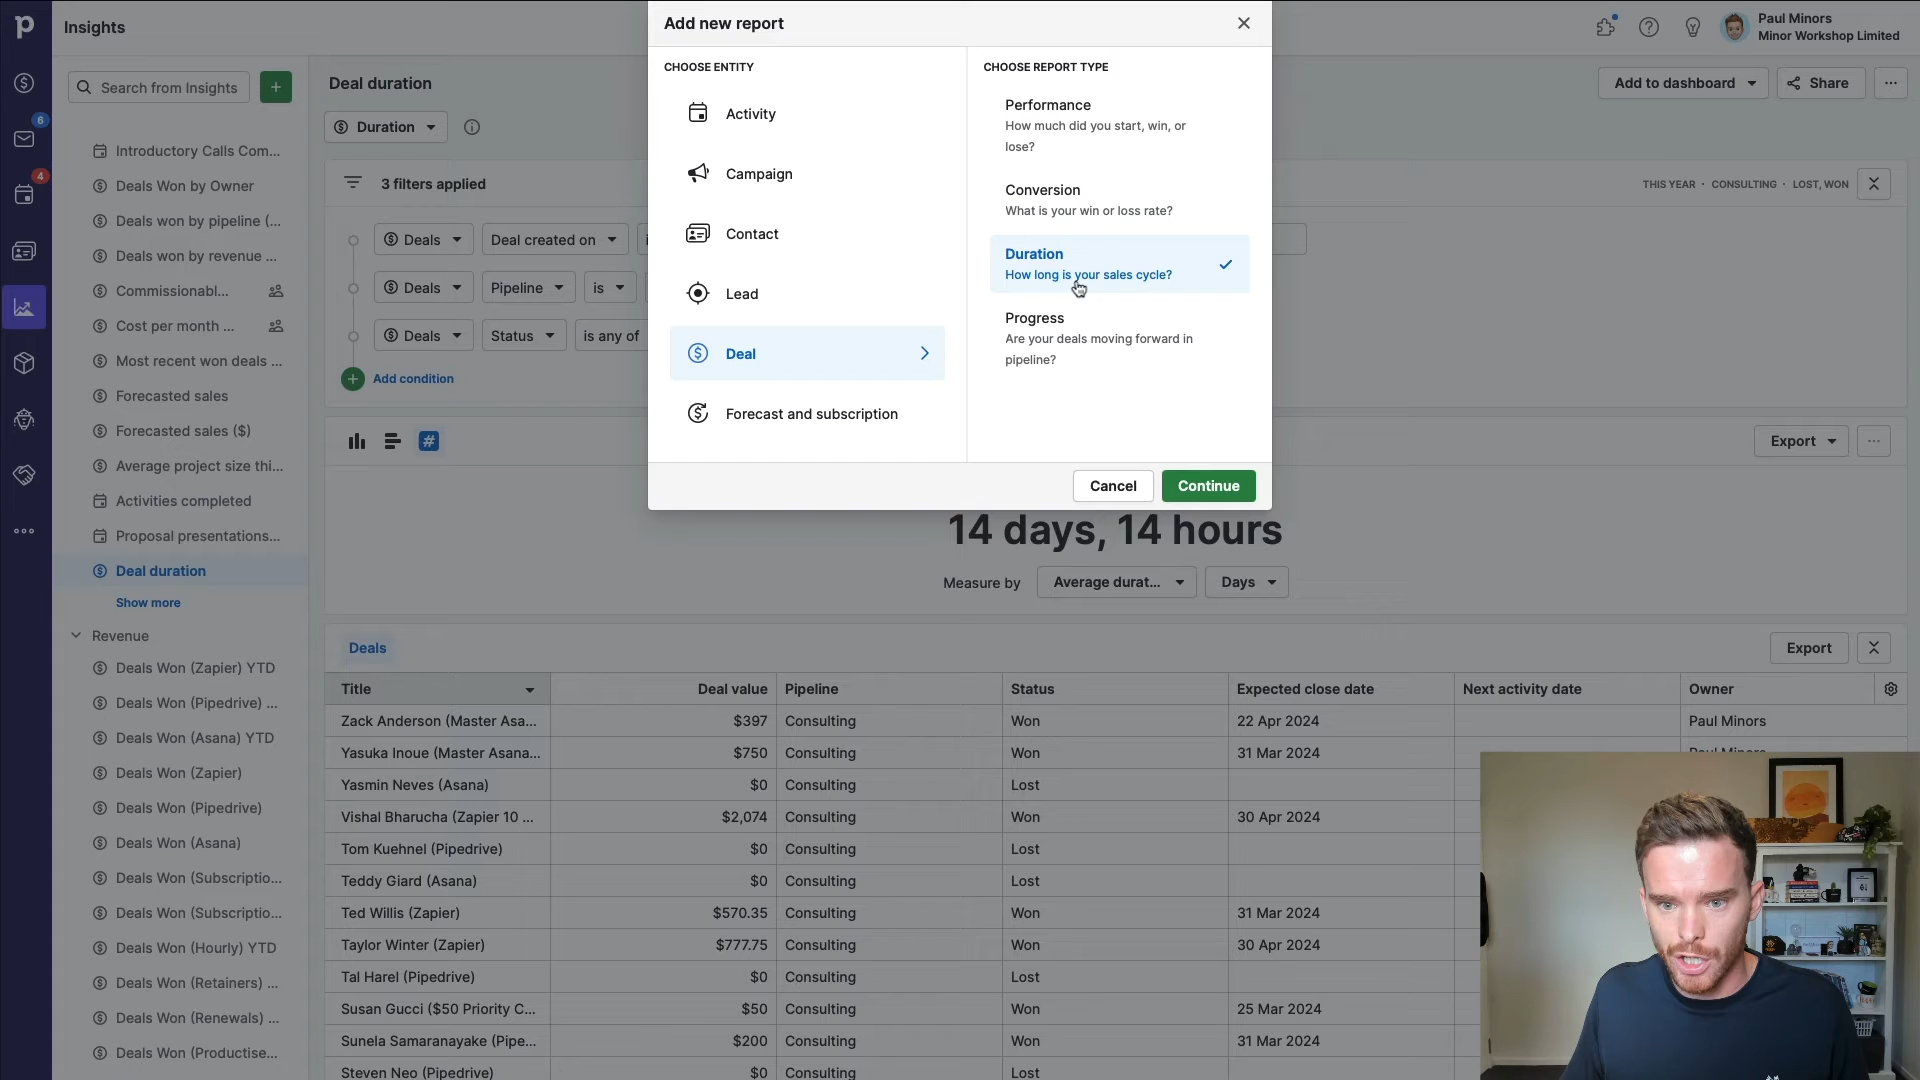 Insights
Paul Minors
Minor Workshop Limited
Search from Insights
+
6
4
Introductory Calls Com...
Deals Won by Owner
Deals won by pipeline (...
Deals won by revenue ...
Commissionabl...
Cost per month ...
Most recent won deals ...
Forecasted sales
Forecasted sales ($)
Average project size thi...
Activities completed
Proposal presentations...
Deal duration
Show more
Revenue
Deals Won (Zapier) YTD
Deals Won (Pipedrive) ...
Deals Won (Asana) YTD
Deals Won (Zapier)
Deals Won (Pipedrive)
Deals Won (Asana)
Deals Won (Subscriptio...
Deals Won (Subscriptio...
Deals Won (Hourly) YTD
Deals Won (Retainers) ...
Deals Won (Renewals) ...
Deals Won (Productise...
Deal duration
Add to dashboard
Share
...
Duration
3 filters applied
THIS YEAR · CONSULTING · LOST, WON
Deals Deal created on
Deals Pipeline is
Deals Status is any of
+ Add condition
Add new report
CHOOSE ENTITY
Activity
Campaign
Contact
Lead
Deal
Forecast and subscription
CHOOSE REPORT TYPE
Performance
How much did you start, win, or
lose?
Conversion
What is your win or loss rate?
Duration
How long is your sales cycle?
Progress
Are your deals moving forward in
pipeline?
Cancel
Continue
#
Export
...
14 days, 14 hours
Measure by Average durat... Days
Deals
Export
Title Deal value Pipeline Status Expected close date Next activity date Owner
Zack Anderson (Master Asa... $397 Consulting Won 22 Apr 2024 Paul Minors
Yasuka Inoue (Master Asana... $750 Consulting Won 31 Mar 2024 Paul Minors
Yasmin Neves (Asana) $0 Consulting Lost
Vishal Bharucha (Zapier 10 ... $2,074 Consulting Won 30 Apr 2024
Tom Kuehnel (Pipedrive) $0 Consulting Lost
Teddy Giard (Asana) $0 Consulting Lost
Ted Willis (Zapier) $570.35 Consulting Won 31 Mar 2024
Taylor Winter (Zapier) $777.75 Consulting Won 30 Apr 2024
Tal Harel (Pipedrive) $0 Consulting Lost
Susan Gucci ($50 Priority C... $50 Consulting Won 25 Mar 2024
Sunela Samaranayake (Pipe... $200 Consulting Won 31 Mar 2024
Steven Neo (Pipedrive) $0 Consulting Lost